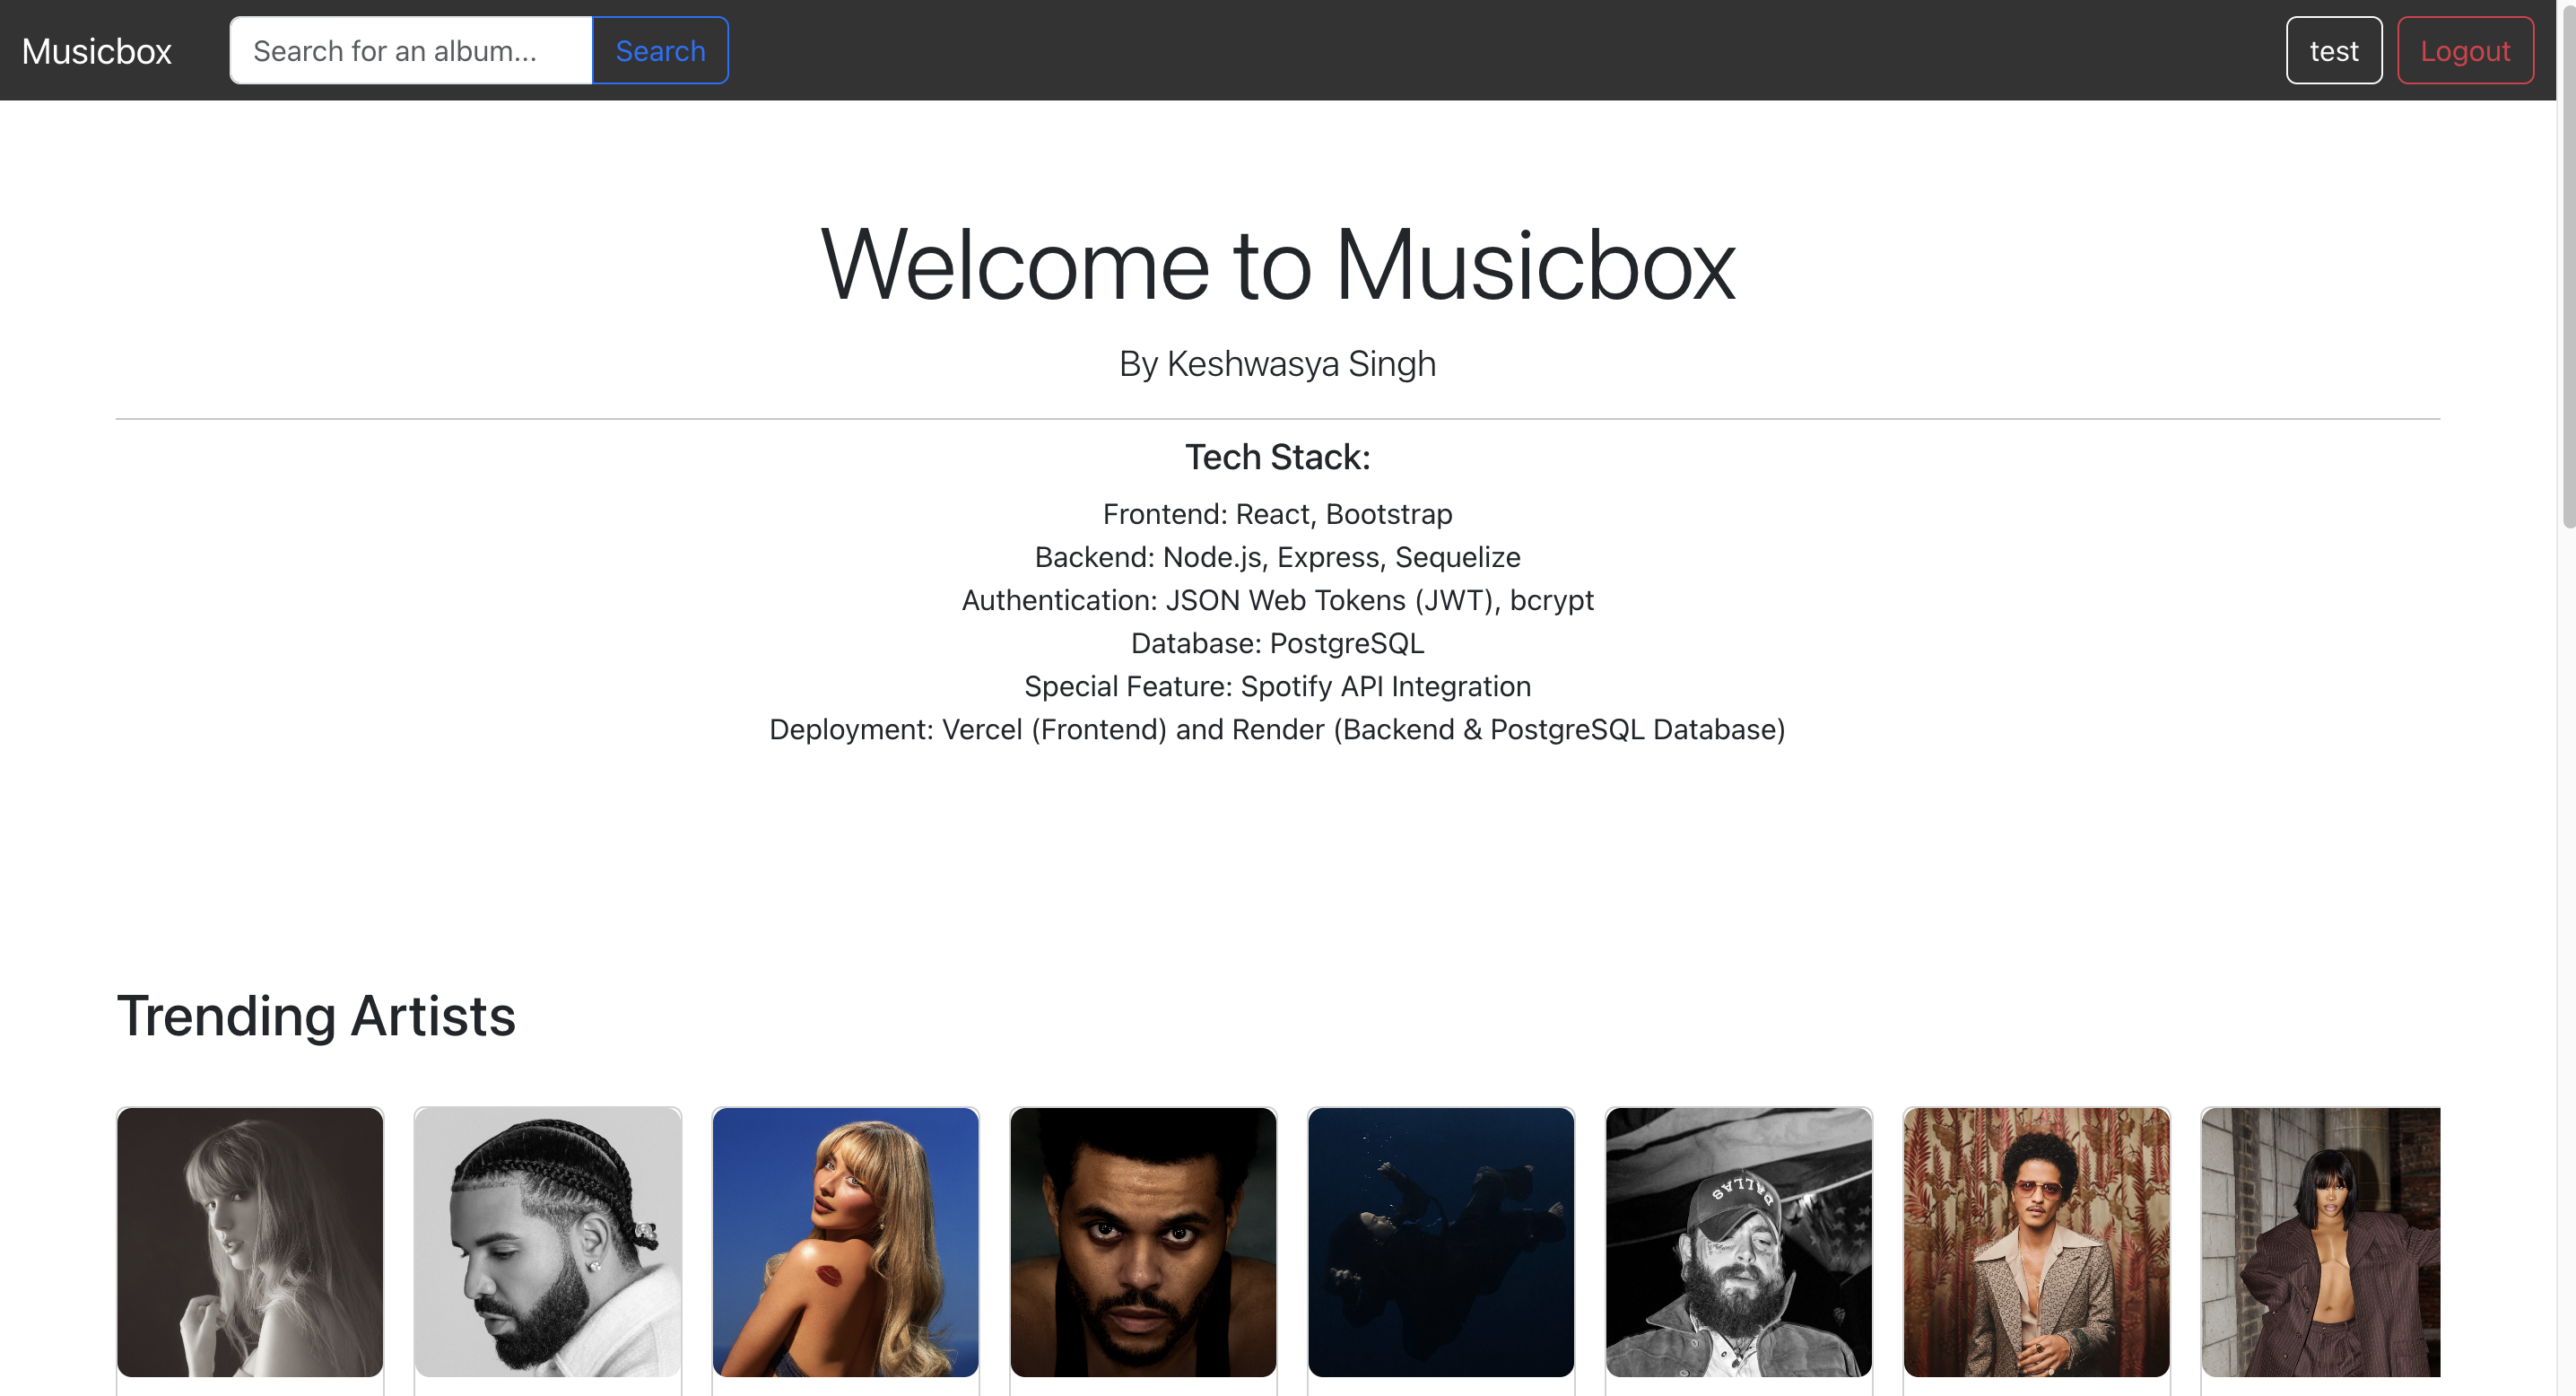 Musicbox
Search for an album...
Search
test
Logout
Welcome to Musicbox
By Keshwasya Singh
Tech Stack:
Frontend: React, Bootstrap
Backend: Node.js, Express, Sequelize
Authentication: JSON Web Tokens (JWT), bcrypt
Database: PostgreSQL
Special Feature: Spotify API Integration
Deployment: Vercel (Frontend) and Render (Backend & PostgreSQL Database)
Trending Artists
DALLAS